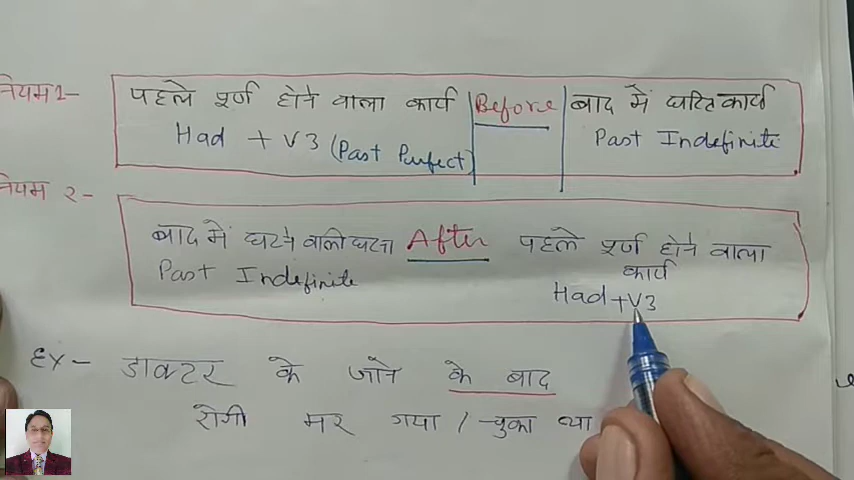 नियम 1-
पहले पूर्ण होने वाला कार्य | Before | बाद में घटित कार्य
Had + V3 (Past Perfect) Past Indefinite
नियम २-
बाद में घटने वाली घटना After पहले पूर्ण होने वाला
कार्य
Past Indefinite Had+V3
Ex- डाक्टर के जाने के बाद
रोगी मर गया / चुका था